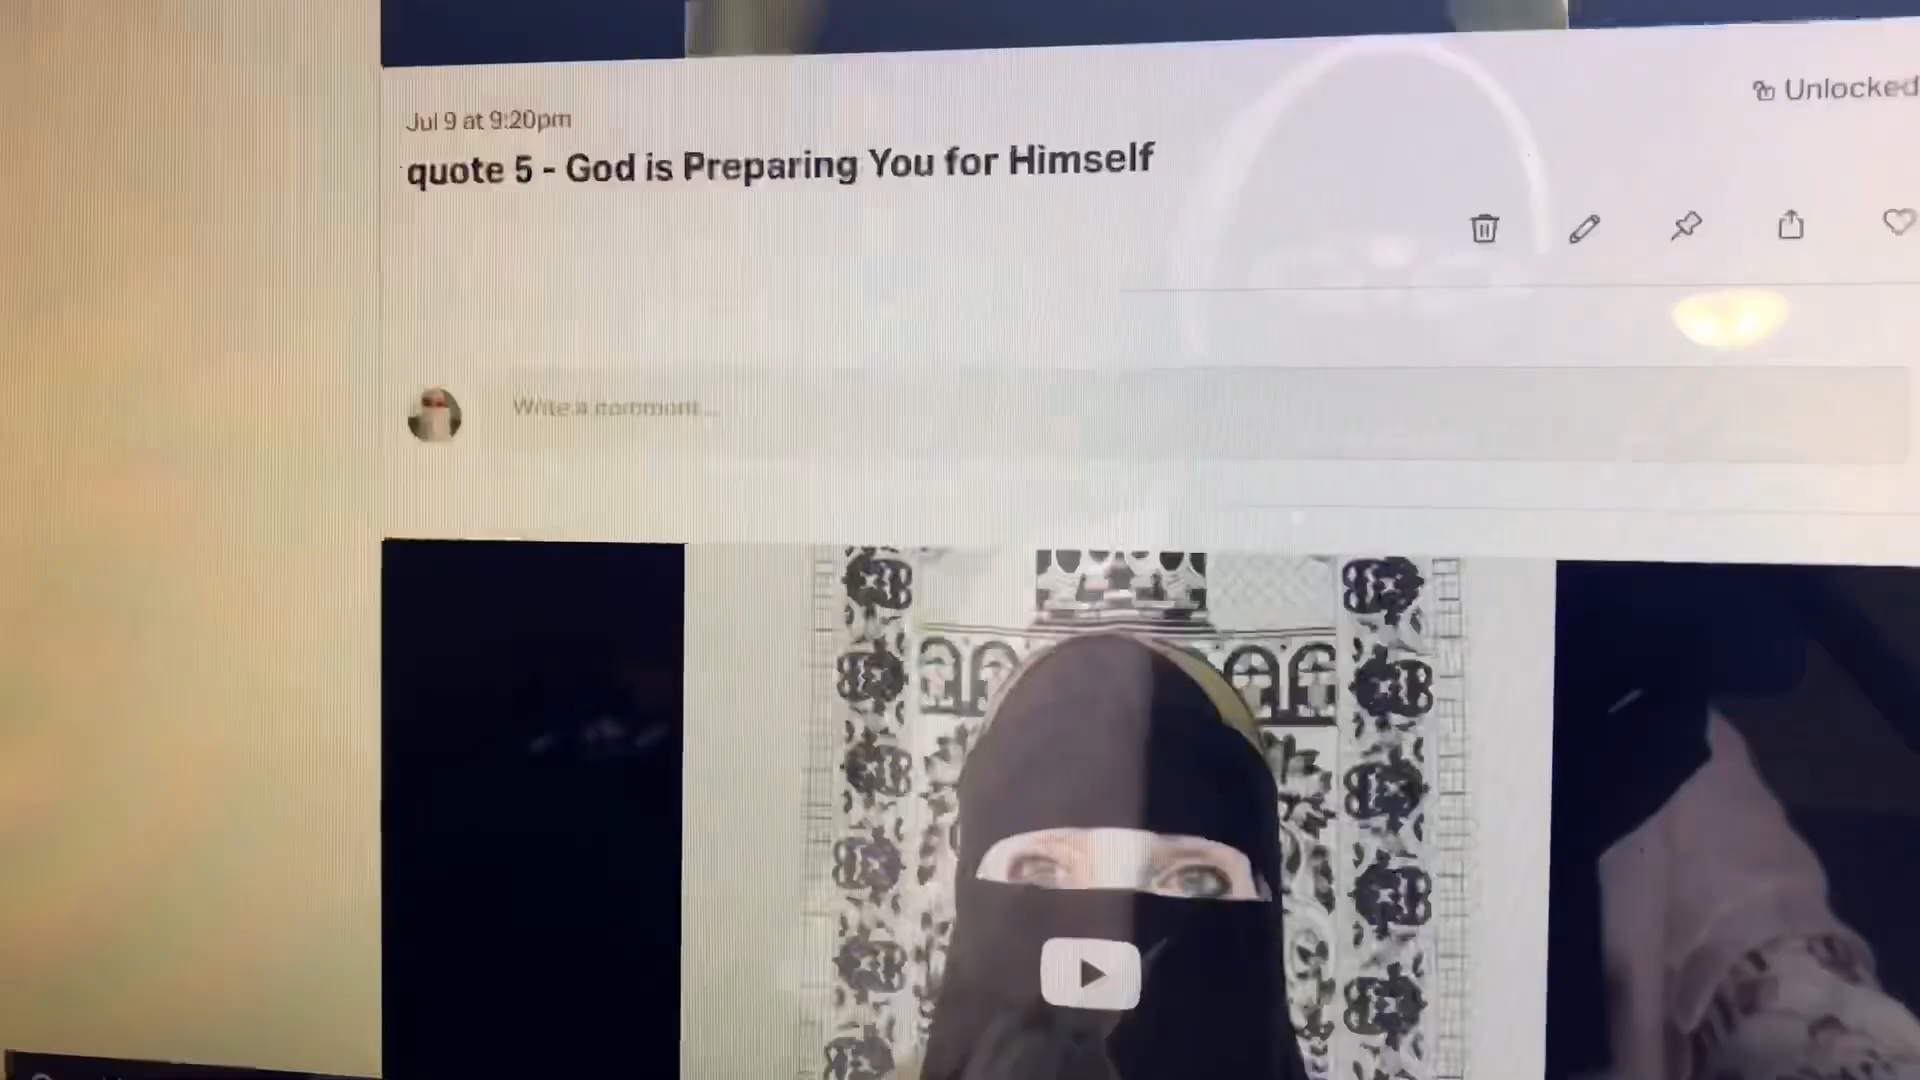 Unlocked
Jul 9 at 9:20pm
quote 5 - God is Preparing You for Himself
Write a comment...